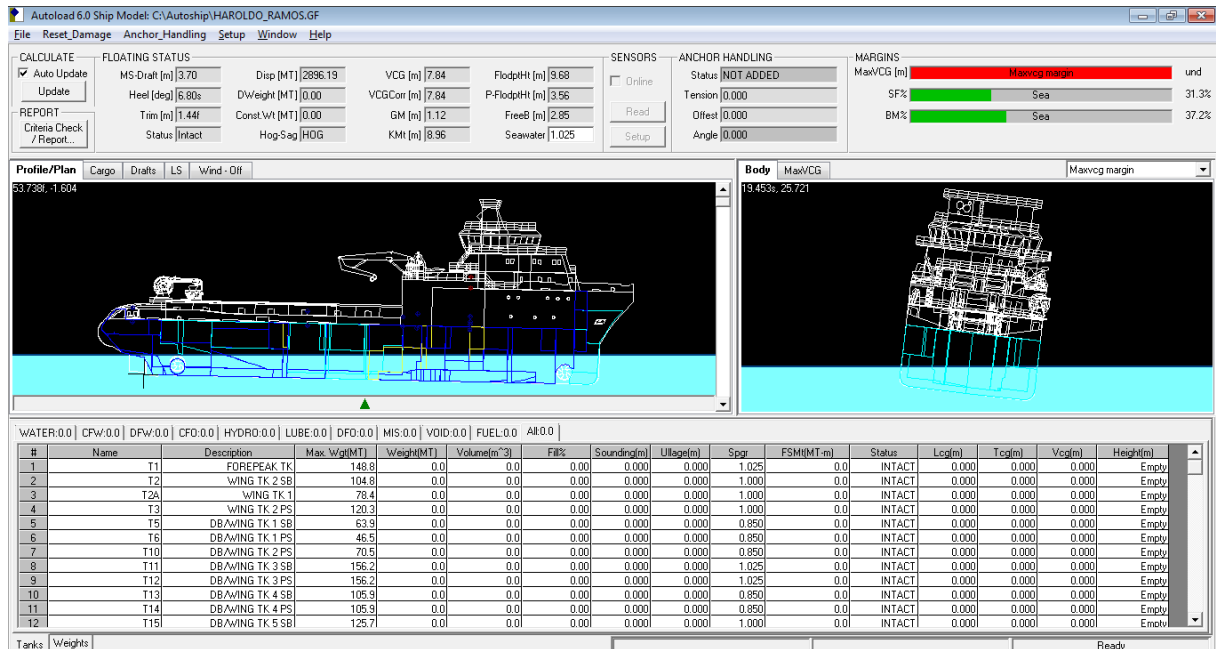 Autoload 6.0 Ship Model: C:\Autoship\HAROLDO_RAMOS.GF
File Reset_Damage Anchor_Handling Setup Window Help
CALCULATE FLOATING STATUS SENSORS ANCHOR HANDLING MARGINS
Auto Update MS-Draft [m] 3.70 Disp [MT] 2896.19 VCG [m] 7.84 FlodptHt [m] 9.68 Online Status NOT ADDED MaxVCG [m] Maxvcg margin und
Update Heel [deg] 6.80s DWeight [MT] 0.00 VCGCorr [m] 7.84 P-FlodptHt [m] 3.56 Tension 0.000 SF% Sea 31.3%
REPORT Trim [m] 1.44f Const.Wt [MT] 0.00 GM [m] 1.12 FreeB [m] 2.85 Read Offest 0.000 BM% Sea 37.2%
Criteria Check / Report... Status Intact Hog-Sag HOG KMt [m] 8.96 Seawater 1.025 Setup Angle 0.000
Profile/Plan Cargo Drafts LS Wind - Off Body MaxVCG Maxvcg margin
53.738f, -1.604 19.453s, 25.721
WATER:0.0 CFW:0.0 DFW:0.0 CFO:0.0 HYDRO:0.0 LUBE:0.0 DFO:0.0 MIS:0.0 VOID:0.0 FUEL:0.0 All:0.0
# Name Description Max. Wgt(MT) Weight(MT) Volume(m^3) Fill% Sounding(m) Ullage(m) Spgr FSMt(MT-m) Status Lcg(m) Tcg(m) Vcg(m) Height(m)
1 T1 FOREPEAK TK 148.8 0.0 0.0 0.00 0.000 0.000 1.025 0.0 INTACT 0.000 0.000 0.000 Empty
2 T2 WING TK 2 SB 104.8 0.0 0.0 0.00 0.000 0.000 1.000 0.0 INTACT 0.000 0.000 0.000 Empty
3 T2A WING TK 1 78.4 0.0 0.0 0.00 0.000 0.000 1.000 0.0 INTACT 0.000 0.000 0.000 Empty
4 T3 WING TK 2 PS 120.3 0.0 0.0 0.00 0.000 0.000 1.000 0.0 INTACT 0.000 0.000 0.000 Empty
5 T5 DB/WING TK 1 SB 63.9 0.0 0.0 0.00 0.000 0.000 0.850 0.0 INTACT 0.000 0.000 0.000 Empty
6 T6 DB/WING TK 1 PS 46.5 0.0 0.0 0.00 0.000 0.000 0.850 0.0 INTACT 0.000 0.000 0.000 Empty
7 T10 DB/WING TK 2 PS 70.5 0.0 0.0 0.00 0.000 0.000 0.850 0.0 INTACT 0.000 0.000 0.000 Empty
8 T11 DB/WING TK 3 SB 156.2 0.0 0.0 0.00 0.000 0.000 1.025 0.0 INTACT 0.000 0.000 0.000 Empty
9 T12 DB/WING TK 3 PS 156.2 0.0 0.0 0.00 0.000 0.000 1.025 0.0 INTACT 0.000 0.000 0.000 Empty
10 T13 DB/WING TK 4 SB 105.9 0.0 0.0 0.00 0.000 0.000 0.850 0.0 INTACT 0.000 0.000 0.000 Empty
11 T14 DB/WING TK 4 PS 105.9 0.0 0.0 0.00 0.000 0.000 0.850 0.0 INTACT 0.000 0.000 0.000 Empty
12 T15 DB/WING TK 5 SB 125.7 0.0 0.0 0.00 0.000 0.000 1.000 0.0 INTACT 0.000 0.000 0.000 Empty
Tanks Weights Ready